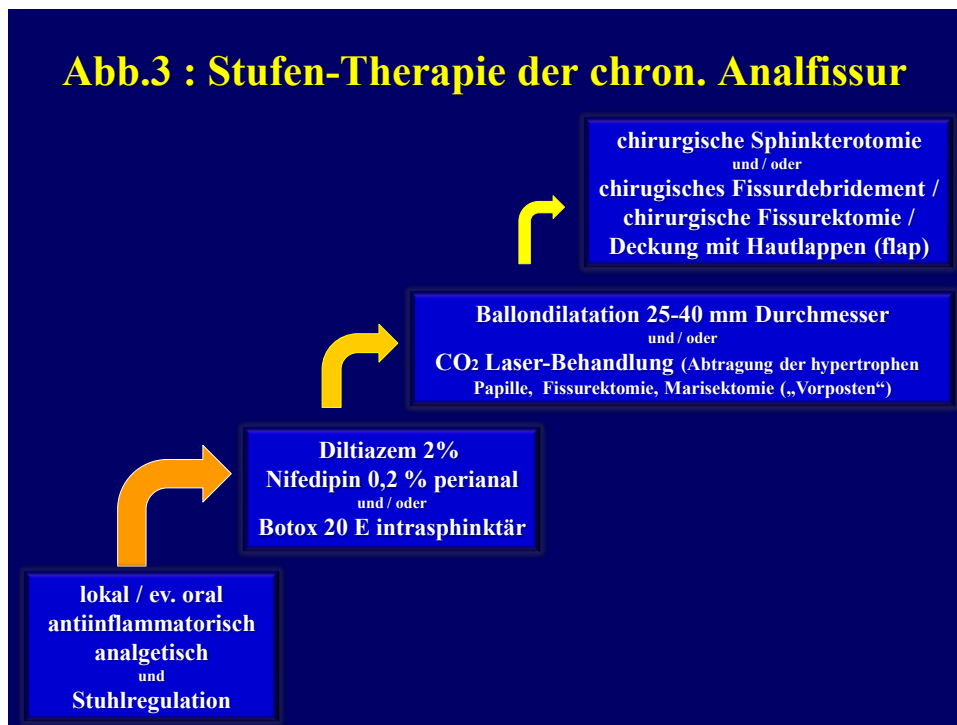 Abb.3 : Stufen-Therapie der chron. Analfissur
chirurgische Sphinkterotomie
und / oder
chirugisches Fissurdebridement /
chirurgische Fissurektomie /
Deckung mit Hautlappen (flap)
Ballondilatation 25-40 mm Durchmesser
und / oder
CO2 Laser-Behandlung (Abtragung der hypertrophen
Papille, Fissurektomie, Marisektomie („Vorposten“)
Diltiazem 2%
Nifedipin 0,2 % perianal
und / oder
Botox 20 E intrasphinktär
lokal / ev. oral
antiinflammatorisch
analgetisch
und
Stuhlregulation